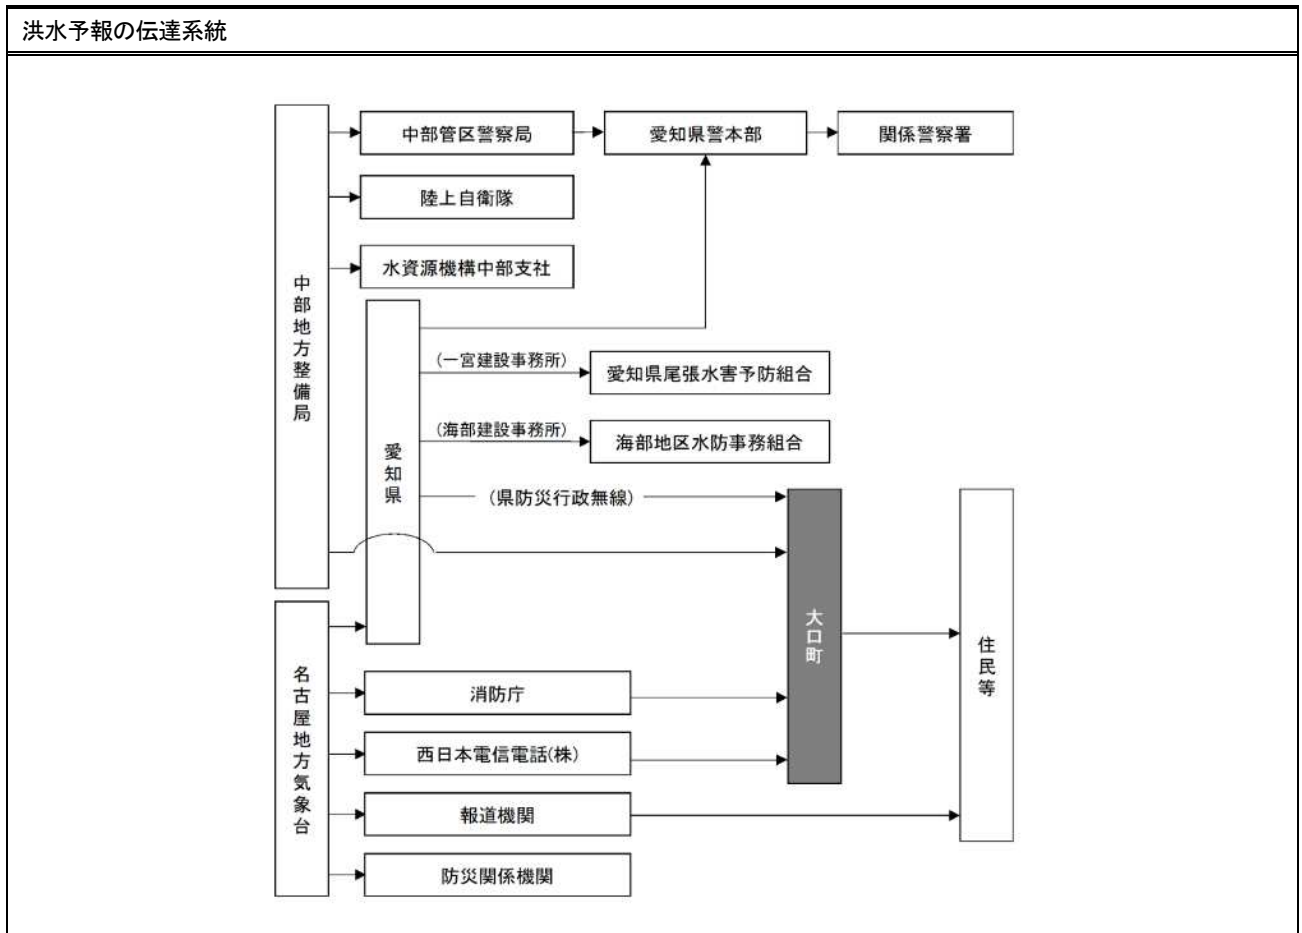 洪水予報の伝達系統
中部地方整備局
中部管区警察局
愛知県警本部
関係警察署
陸上自衛隊
水資源機構中部支社
愛知県
(一宮建設事務所)
愛知県尾張水害予防組合
(海部建設事務所)
海部地区水防事務組合
(県防災行政無線)
大口町
住民等
名古屋地方気象台
消防庁
西日本電信電話(株)
報道機関
防災関係機関